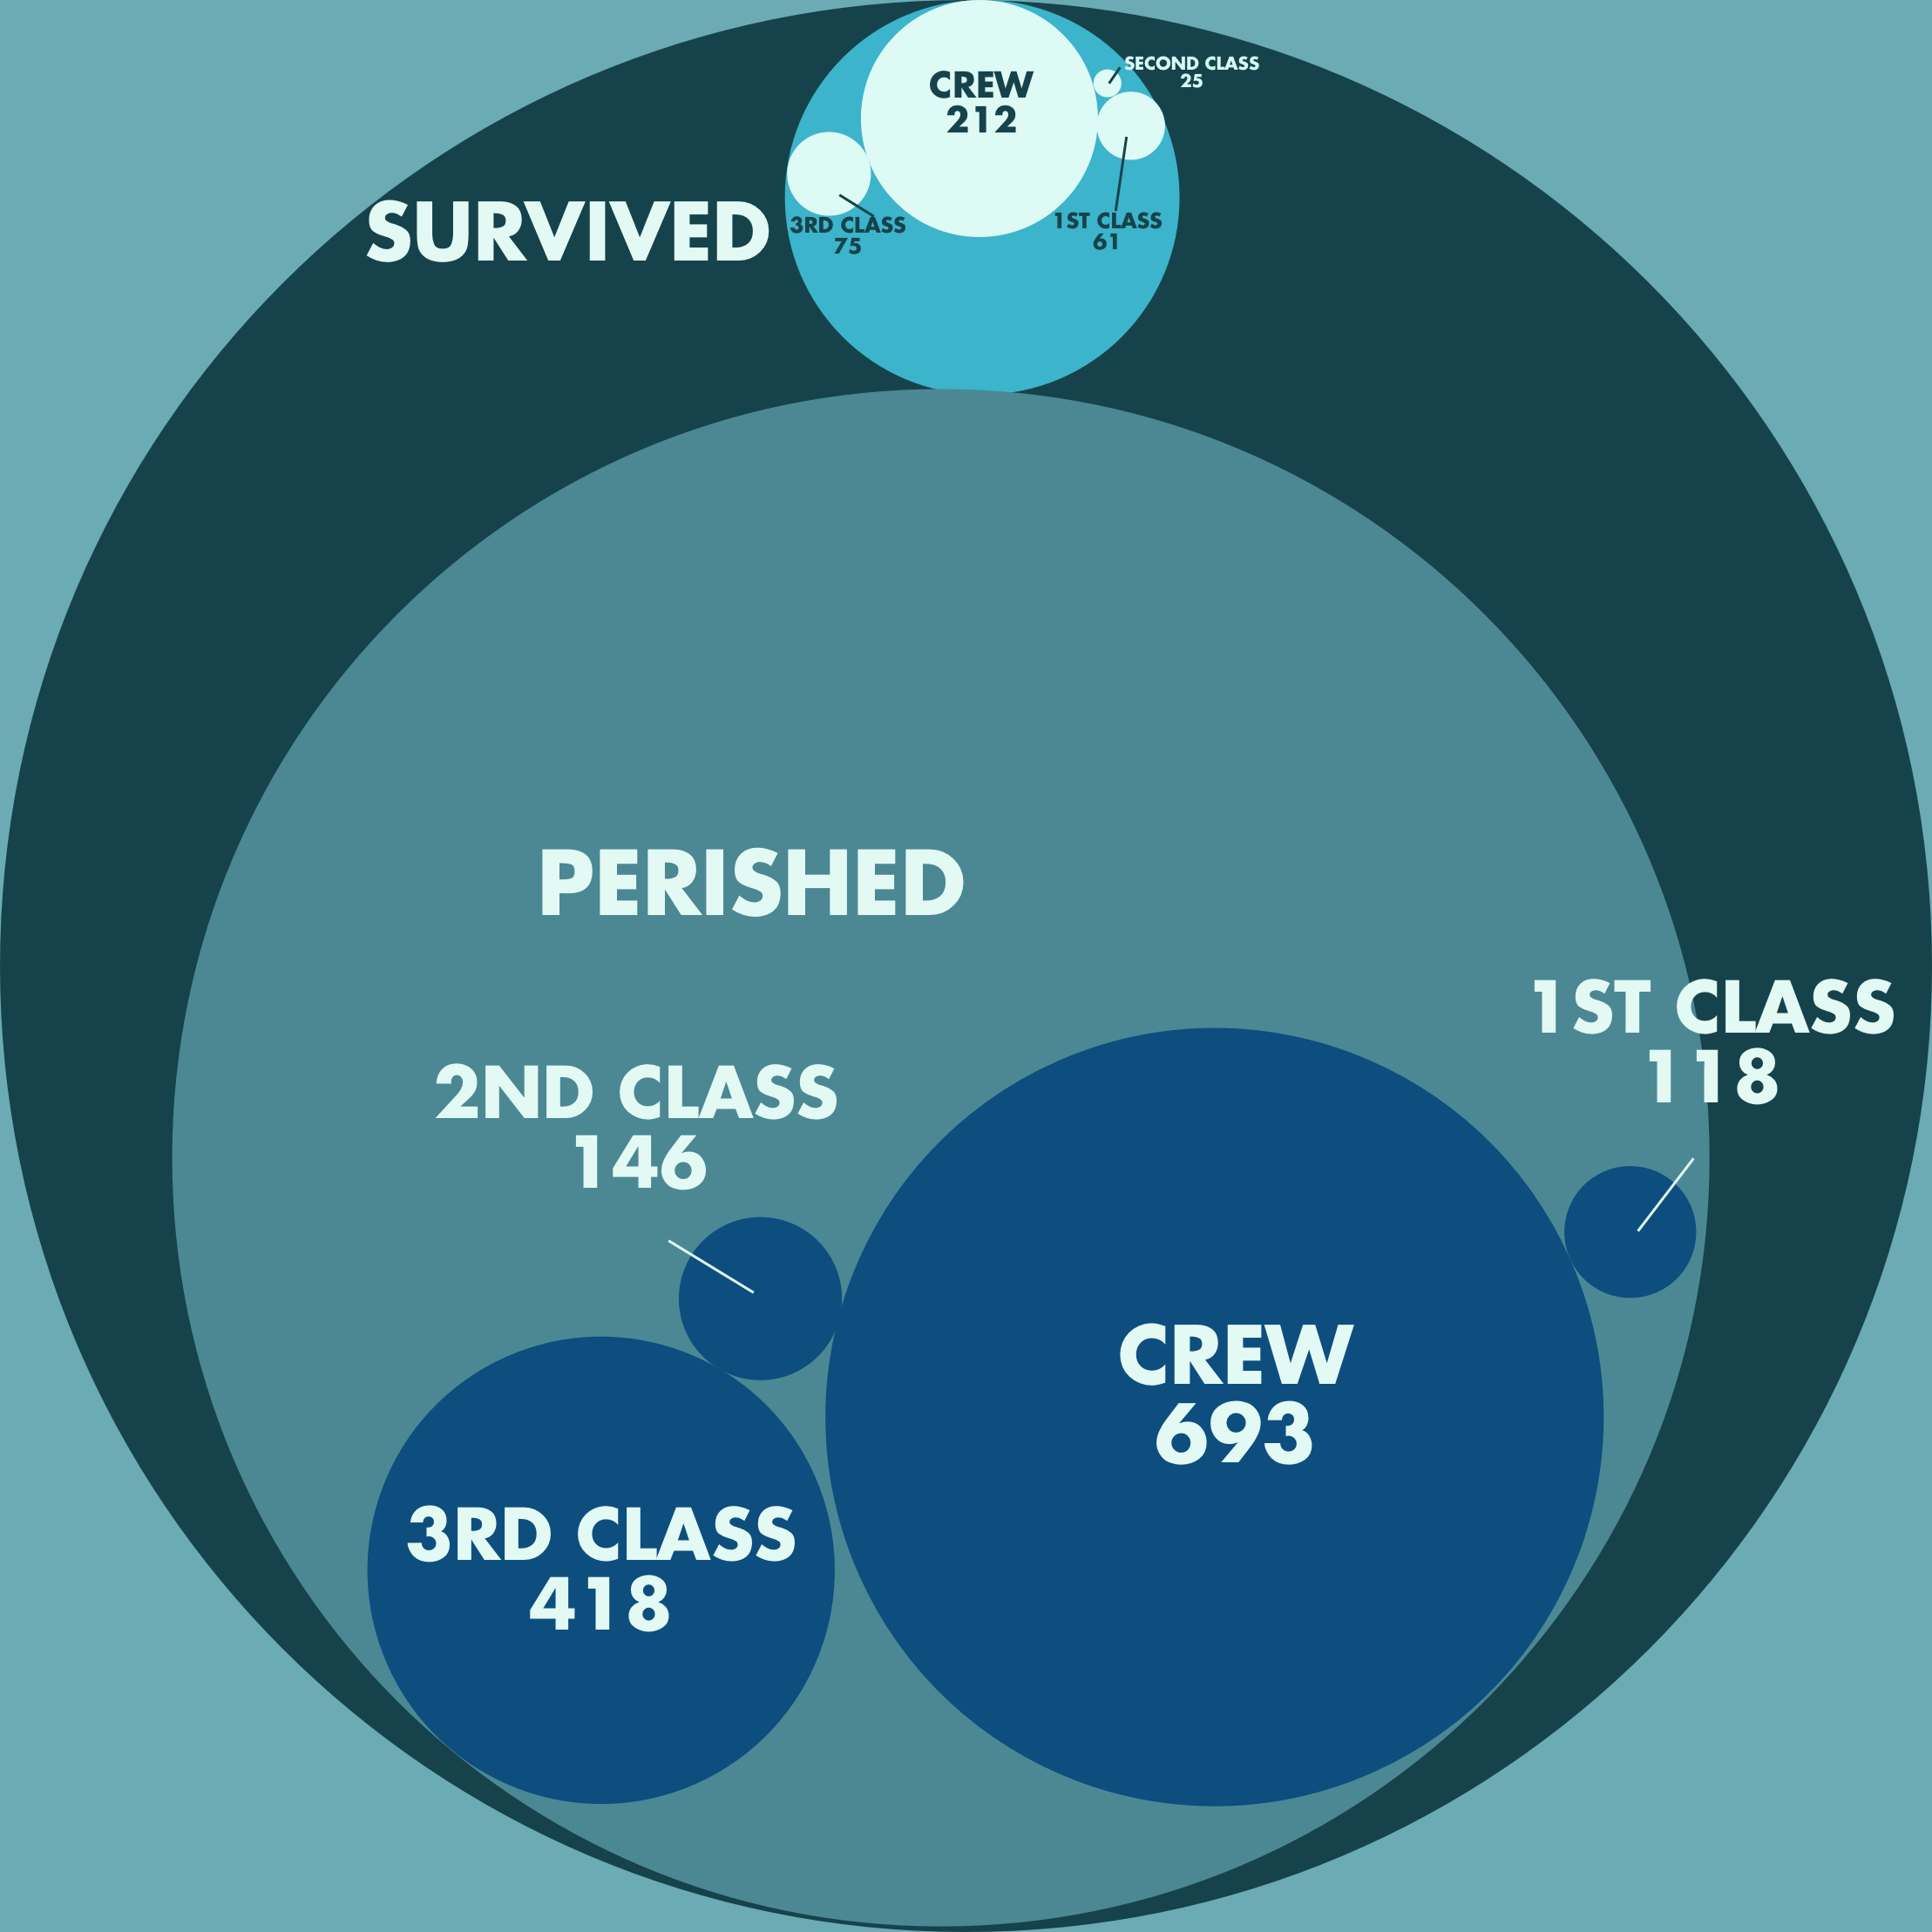 CREW
212
SECOND CLASS
25
3RD CLASS
75
1ST CLASS
61
SURVIVED
PERISHED
1ST CLASS
118
2ND CLASS
146
CREW
693
3RD CLASS
418